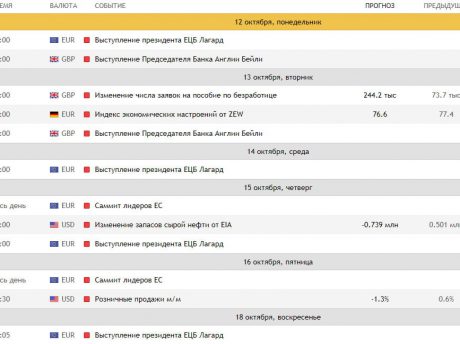 ЕМЯ ВАЛЮТА СОБЫТИЕ ПРОГНОЗ ПРЕДЫДУЩ
12 октября, понедельник
:00 EUR Выступление президента ЕЦБ Лагард
:00 GBP Выступление Председателя Банка Англии Бейли
13 октября, вторник
:00 GBP Изменение числа заявок на пособие по безработице 244.2 тыс 73.7 тыс
:00 EUR Индекс экономических настроений от ZEW 76.6 77.4
:00 GBP Выступление Председателя Банка Англии Бейли
14 октября, среда
:00 EUR Выступление президента ЕЦБ Лагард
15 октября, четверг
сь день EUR Саммит лидеров ЕС
:00 USD Изменение запасов сырой нефти от EIA -0.739 млн 0.501 млн
:00 EUR Выступление президента ЕЦБ Лагард
16 октября, пятница
сь день EUR Саммит лидеров ЕС
:30 USD Розничные продажи м/м -1.3% 0.6%
18 октября, воскресенье
:05 EUR Выступление президента ЕЦБ Лагард